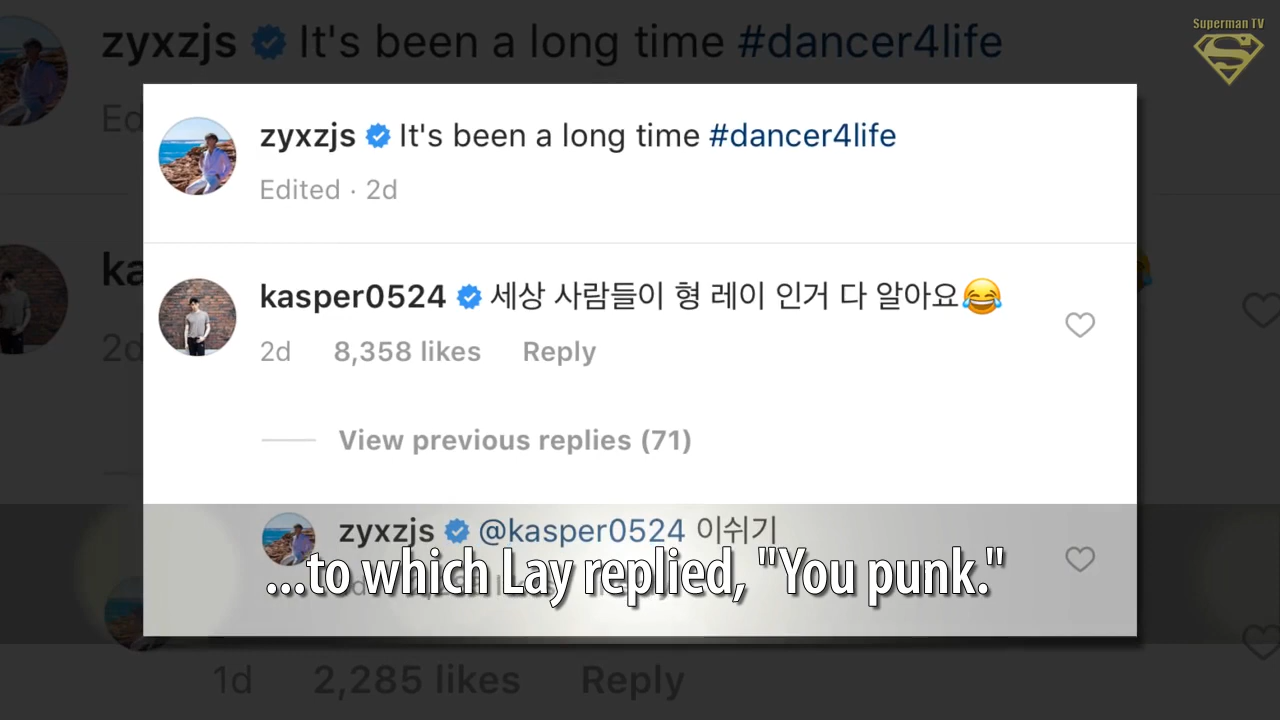 Superman TV
zyxzjs It's been a long time #dancer4life
Ed
zyxzjs It's been a long time #dancer4life
Edited · 2d
ka
2d
kasper0524 세상 사람들이 형 레이 인거 다 알아요😂
2d 8,358 likes Reply
View previous replies (71)
zyxzjs @kasper0524 이쉬기
...to which Lay replied, "You punk."
1d 2,285 likes Reply